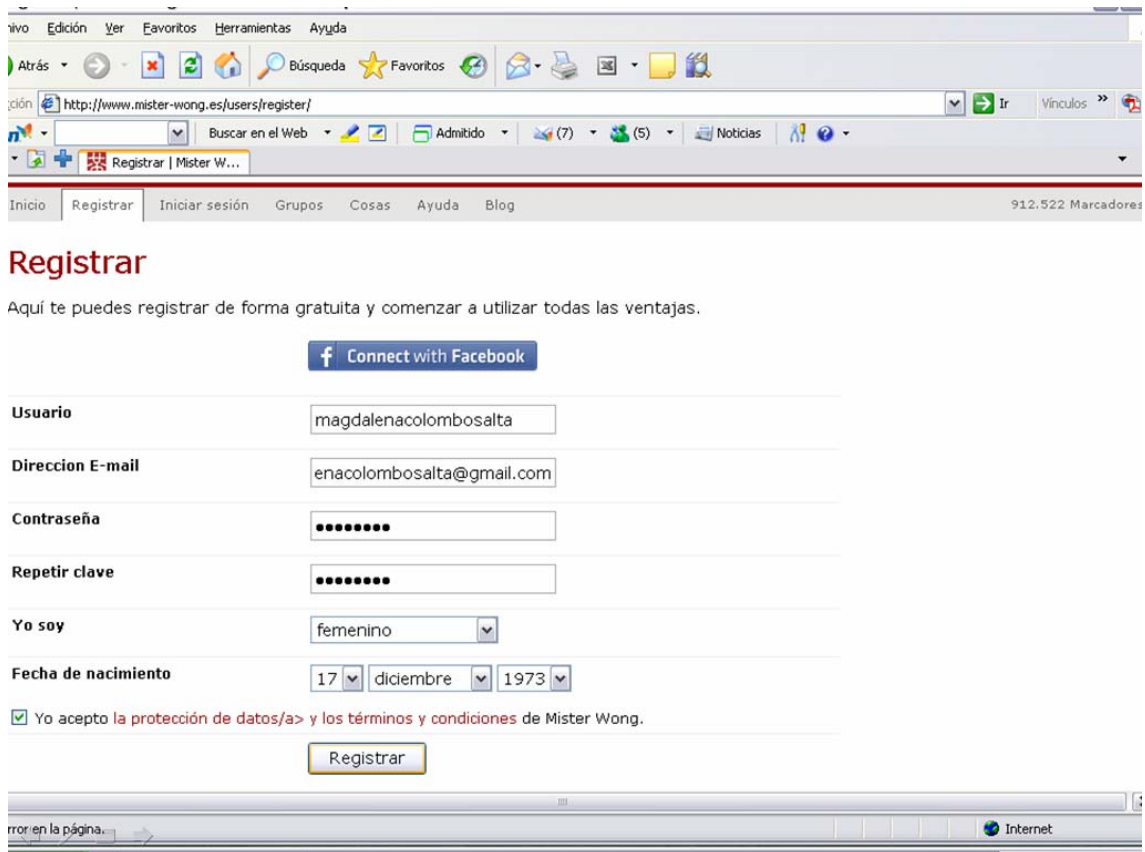 Edición Ver Favoritos Herramientas Ayuda
Atrás Búsqueda Favoritos
http://www.mister-wong.es/users/register/ Ir Vínculos »
Buscar en el Web Admitido (7) (5) Noticias
Registrar | Mister W...
Inicio Registrar Iniciar sesión Grupos Cosas Ayuda Blog 912.522 Marcadores
Registrar
Aquí te puedes registrar de forma gratuita y comenzar a utilizar todas las ventajas.
f Connect with Facebook
Usuario magdalenacolombosalta
Direccion E-mail enacolombosalta@gmail.com
Contraseña ••••••••
Repetir clave ••••••••
Yo soy femenino
Fecha de nacimiento 17 diciembre 1973
Yo acepto la protección de datos/a> y los términos y condiciones de Mister Wong.
Registrar
en la página. Internet